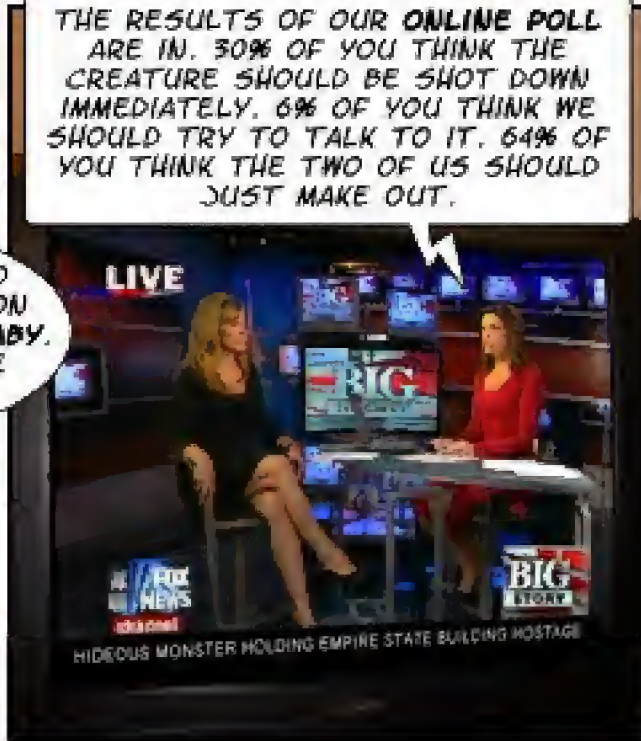 THE RESULTS OF OUR ONLINE POLL
ARE IN. 30% OF YOU THINK THE
CREATURE SHOULD BE SHOT DOWN
IMMEDIATELY. 6% OF YOU THINK WE
SHOULD TRY TO TALK TO IT. 64% OF
YOU THINK THE TWO OF US SHOULD
JUST MAKE OUT.
LIVE
BIG
FOX
NEWS
channel
BIG
STORY
HIDEOUS MONSTER HOLDING EMPIRE STATE BUILDING HOSTAGE